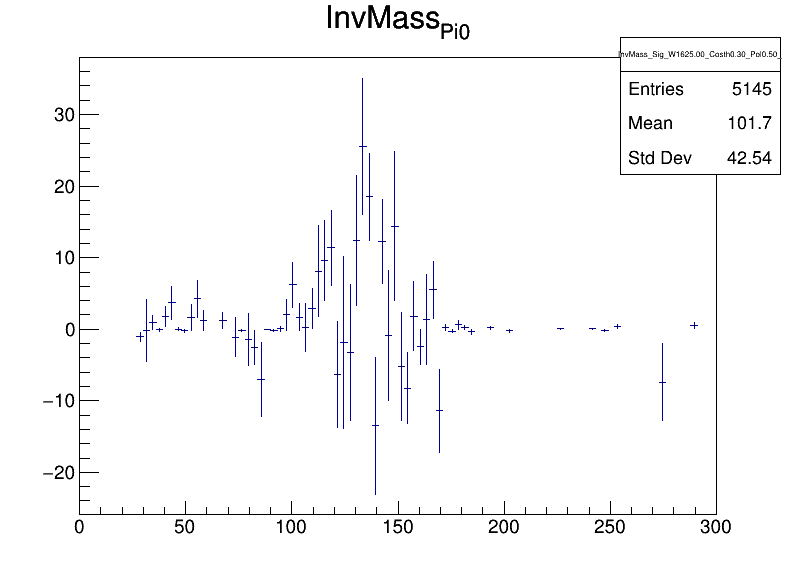 InvMass_Pi0
InvMass_Sig_W1625.00_Costh0.30_Pol0.50_
Entries 5145
Mean 101.7
Std Dev 42.54
30
20
10
0
−10
−20
0 50 100 150 200 250 300